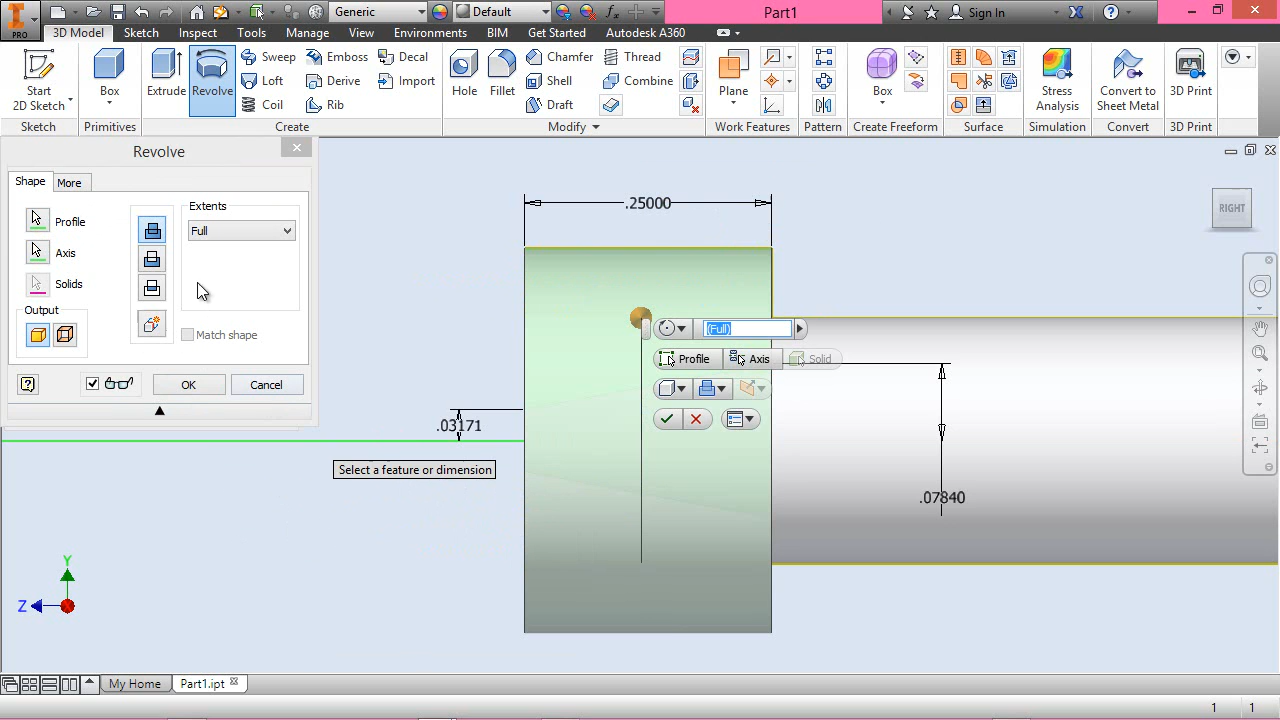 Generic
Default
Part1
Sign In
PRO
3D Model
Sketch
Inspect
Tools
Manage
View
Environments
BIM
Get Started
Autodesk A360
Start
2D Sketch
Box
Extrude
Revolve
Sweep
Loft
Coil
Emboss
Derive
Rib
Decal
Import
Hole
Fillet
Chamfer
Shell
Draft
Thread
Combine
Plane
Box
Stress
Analysis
Convert to
Sheet Metal
3D Print
Sketch
Primitives
Create
Modify
Work Features
Pattern
Create Freeform
Surface
Simulation
Convert
3D Print
Revolve
Shape
More
Profile
Axis
Solids
Output
Extents
Full
Match shape
OK
Cancel
.25000
RIGHT
(Full)
Profile
Axis
Solid
.03171
Select a feature or dimension
.07840
Y
Z
X
My Home
Part1.ipt
1
1